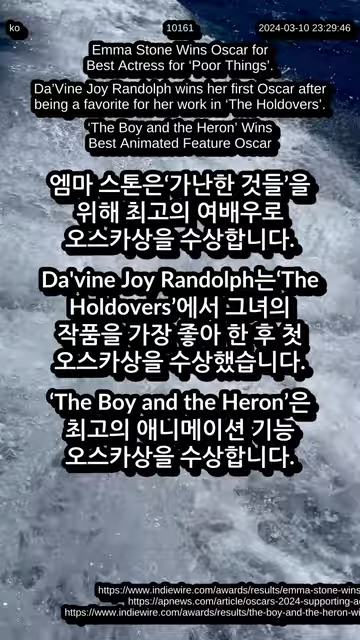 ko
10161
2024-03-10 23:29:46
Emma Stone Wins Oscar for
Best Actress for ‘Poor Things’.
Da’Vine Joy Randolph wins her first Oscar after
being a favorite for her work in ‘The Holdovers’.
‘The Boy and the Heron’ Wins
Best Animated Feature Oscar
엠마 스톤은‘가난한 것들’을
위해 최고의 여배우로
오스카상을 수상합니다.
Da'vine Joy Randolph는‘The
Holdovers’에서 그녀의
작품을 가장 좋아 한 후 첫
오스카상을 수상했습니다.
‘The Boy and the Heron’은
최고의 애니메이션 기능
오스카상을 수상합니다.
https://www.indiewire.com/awards/results/emma-stone-wins
https://apnews.com/article/oscars-2024-supporting-a
https://www.indiewire.com/awards/results/the-boy-and-the-heron-wi